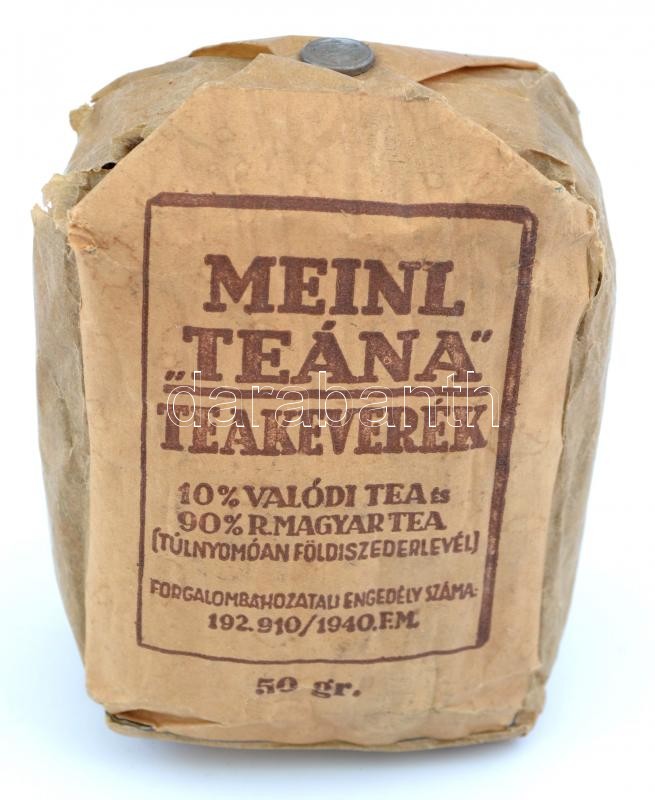 MEINL
„TEÁNA”
TEAKEVERÉK
darabanth
10% VALÓDI TEA és
90% R. MAGYAR TEA
(TÚLNYOMÓAN FÖLDISZEDERLEVÉL)
FORGALOMBAHOZATALI ENGEDÉLY SZÁMA:
192.910/1940.F.M.
50 gr.